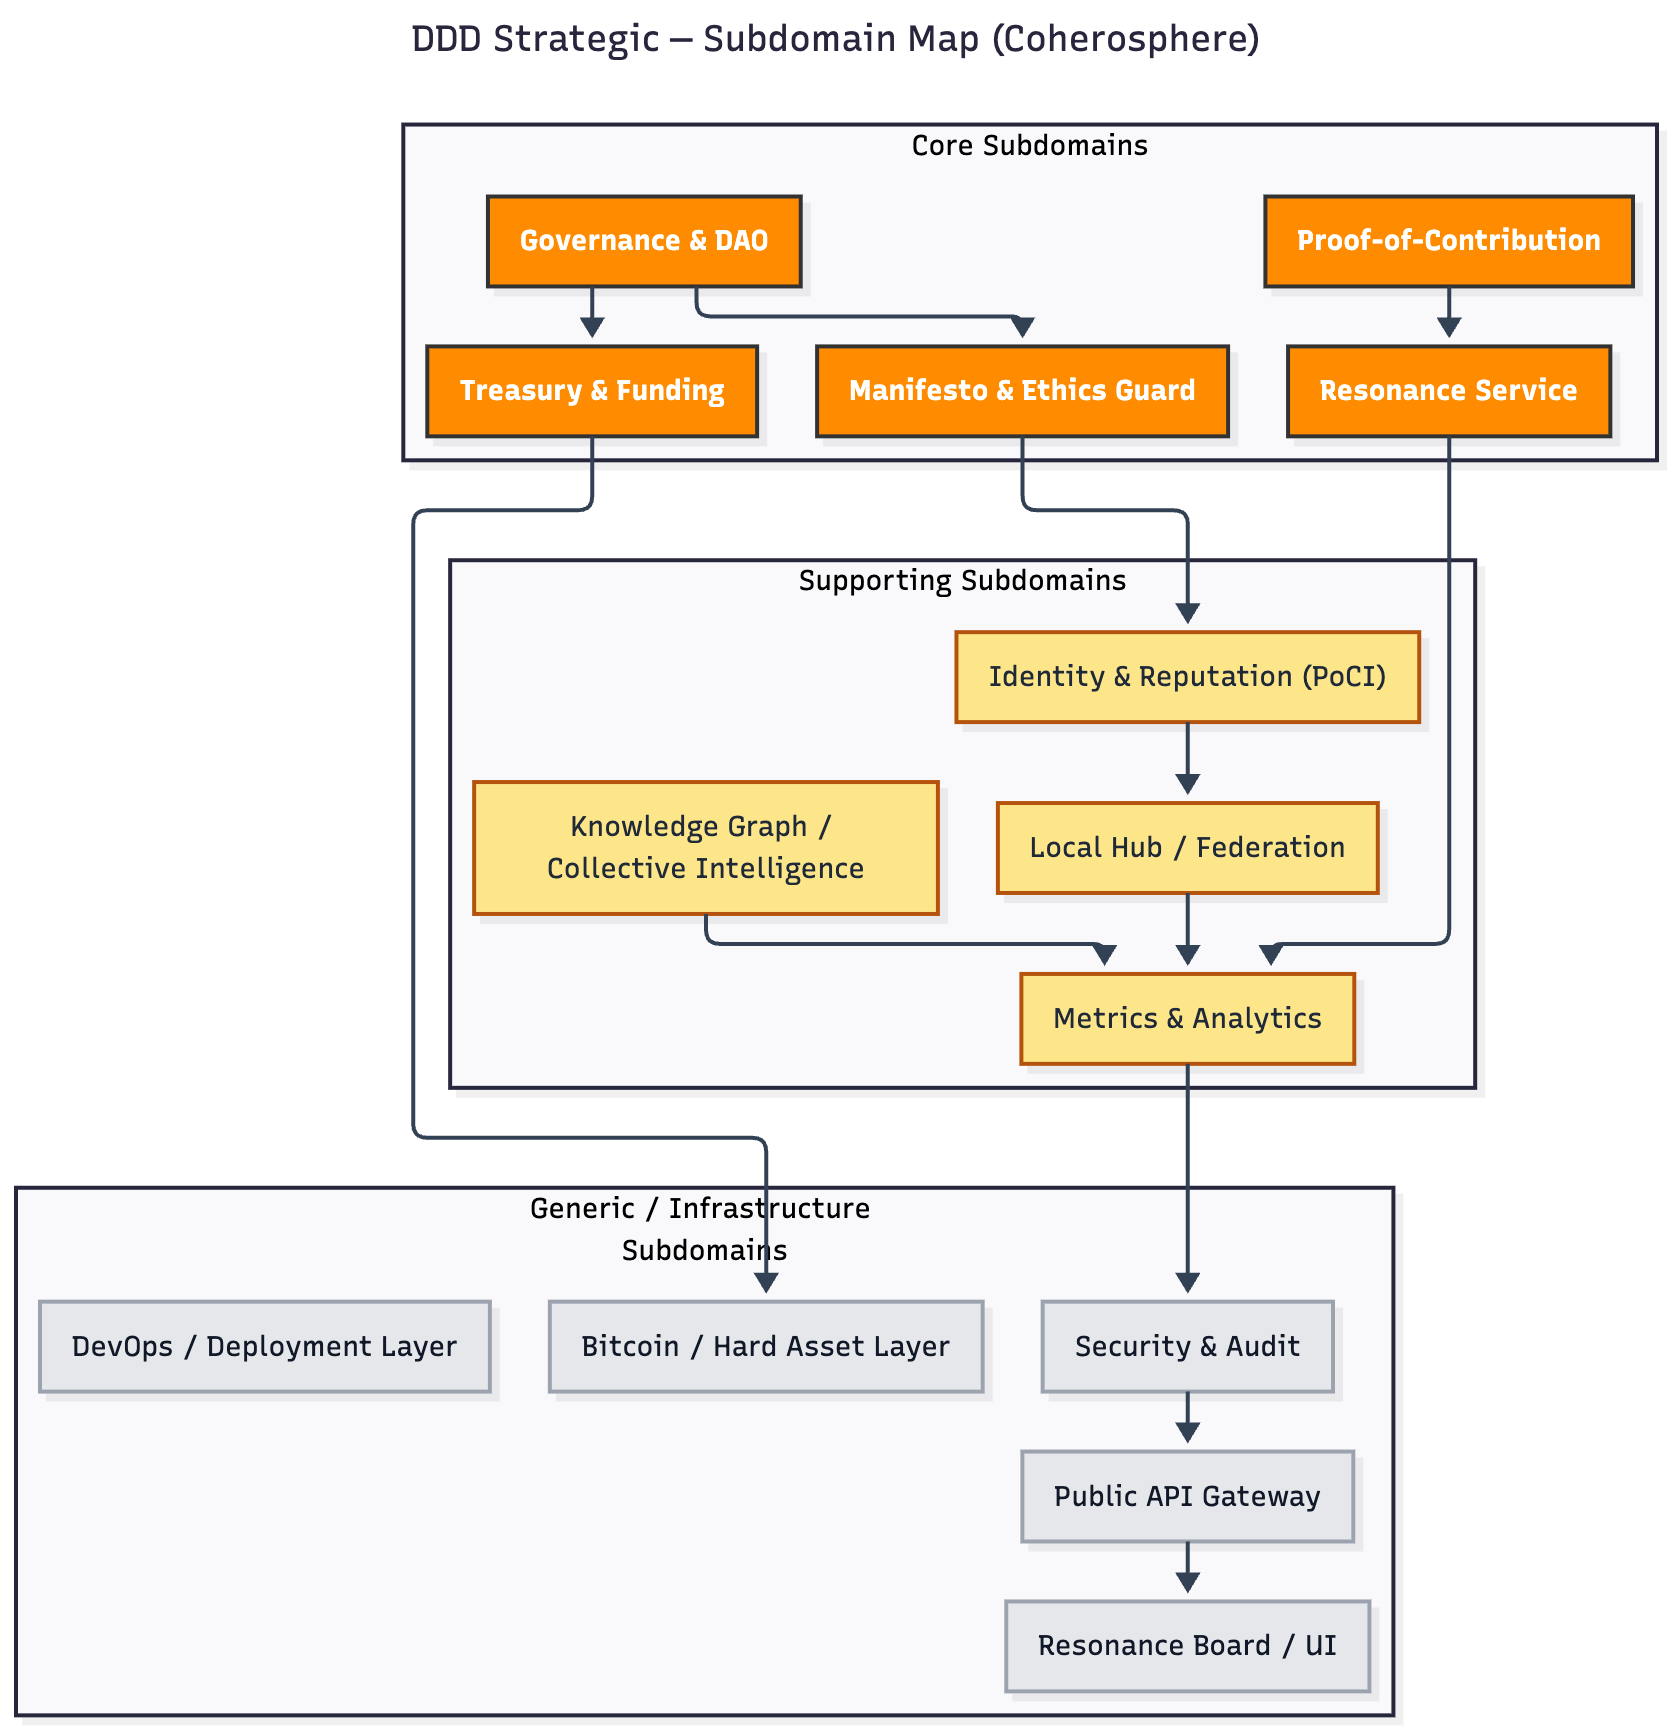 DDD Strategic — Subdomain Map (Coherosphere)
Core Subdomains
Governance & DAO
Proof-of-Contribution
Treasury & Funding
Manifesto & Ethics Guard
Resonance Service
Supporting Subdomains
Identity & Reputation (PoCI)
Knowledge Graph /
Collective Intelligence
Local Hub / Federation
Metrics & Analytics
Generic / Infrastructure
Subdomains
DevOps / Deployment Layer
Bitcoin / Hard Asset Layer
Security & Audit
Public API Gateway
Resonance Board / UI